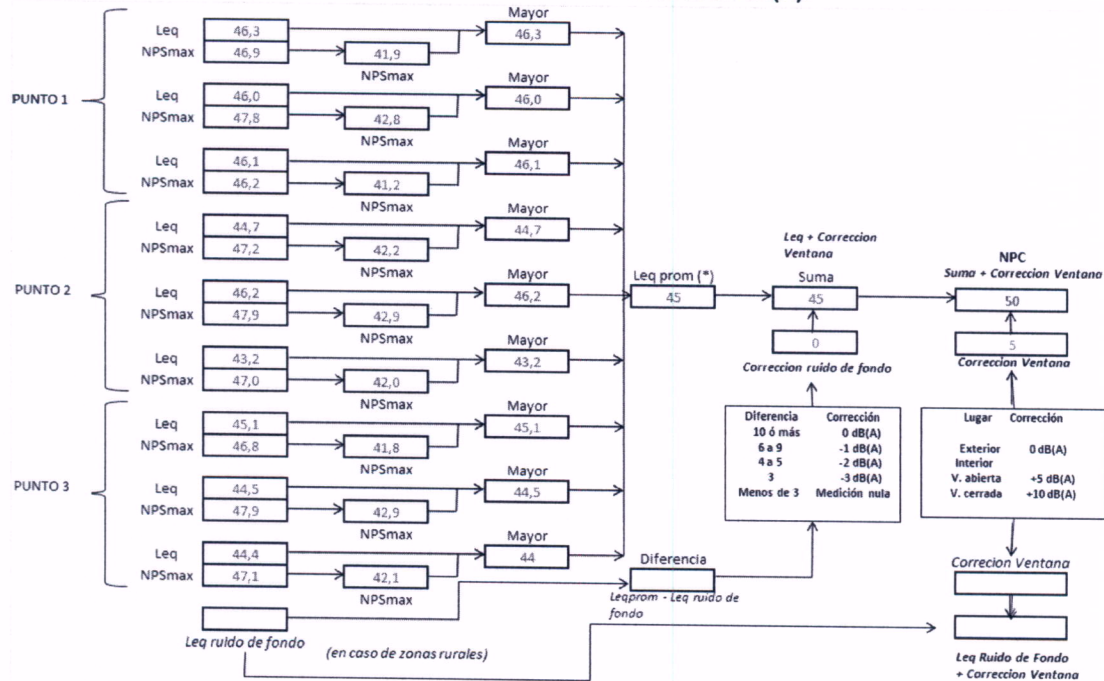 Mayor
Leq 46,3 46,3
NPSmax 46,9 41,9
NPSmax
Mayor
Leq 46,0 46,0
PUNTO 1
NPSmax 47,8 42,8
NPSmax
Mayor
Leq 46,1 46,1
NPSmax 46,2 41,2
NPSmax
Mayor
Leq 44,7 44,7
NPSmax 47,2 42,2
NPSmax
Mayor
PUNTO 2
Leq 46,2 46,2
NPSmax 47,9 42,9
NPSmax
Mayor
Leq 43,2 43,2
NPSmax 47,0 42,0
NPSmax
Mayor
Leq 45,1 45,1
NPSmax 46,8 41,8
NPSmax
Mayor
PUNTO 3
Leq 44,5 44,5
NPSmax 47,9 42,9
NPSmax
Mayor
Leq 44,4 44
NPSmax 47,1 42,1
NPSmax
Leq ruido de fondo
(en caso de zonas rurales)
Leq prom (*)
45
Leq + Correccion
Ventana
Suma
45
0
Correccion ruido de fondo
Diferencia Corrección
10 ó más 0 dB(A)
6 a 9 -1 dB(A)
4 a 5 -2 dB(A)
3 -3 dB(A)
Menos de 3 Medición nula
Diferencia
Leqprom - Leq ruido de
fondo
NPC
Suma + Correccion Ventana
50
5
Correccion Ventana
Lugar Corrección
Exterior 0 dB(A)
Interior
V. abierta +5 dB(A)
V. cerrada +10 dB(A)
Correcion Ventana
Leq Ruido de Fondo
+ Correccion Ventana